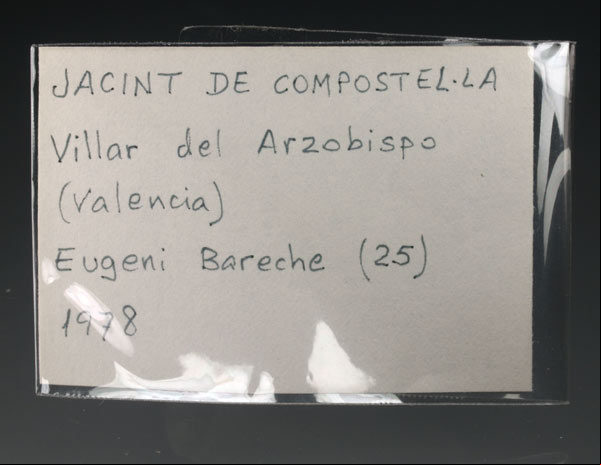 JACINT DE COMPOSTEL·LA
Villar del Arzobispo
(Valencia)
Eugeni Bareche (25)
1978